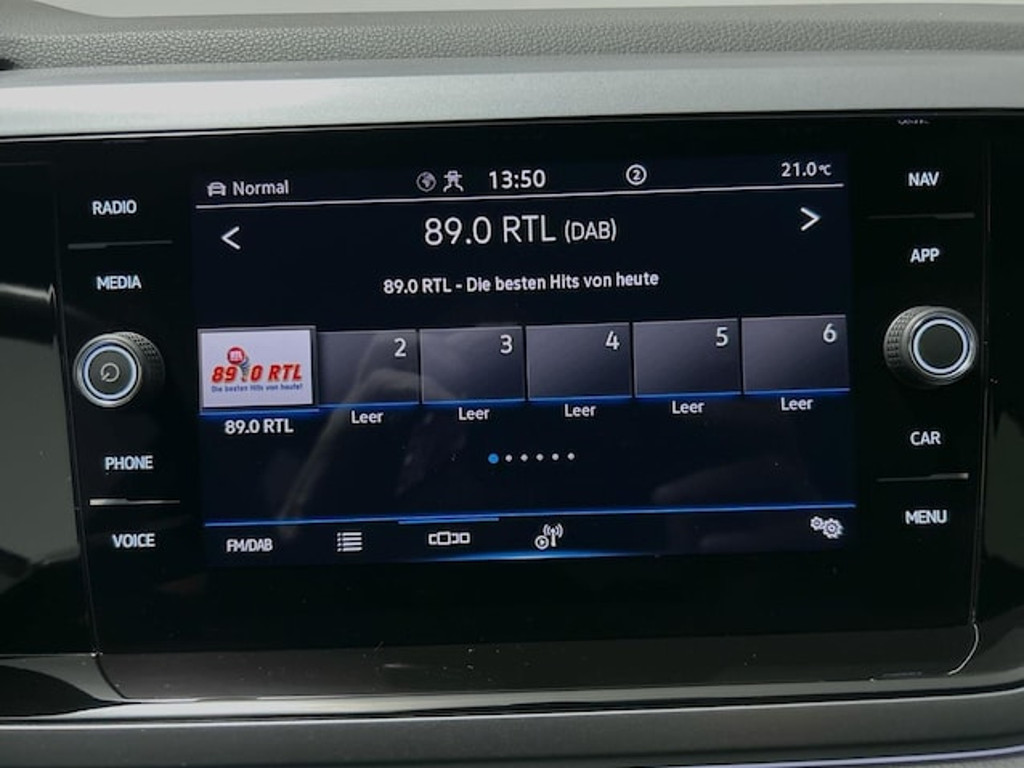 RADIO
MEDIA
PHONE
VOICE
Normal
13:50
2
21.0°C
<
89.0 RTL (DAB)
>
89.0 RTL - Die besten Hits von heute
RTL
89.0 RTL
Die besten Hits von heute!
2
3
4
5
6
89.0 RTL
Leer
Leer
Leer
Leer
Leer
FM/DAB
NAV
APP
CAR
MENU